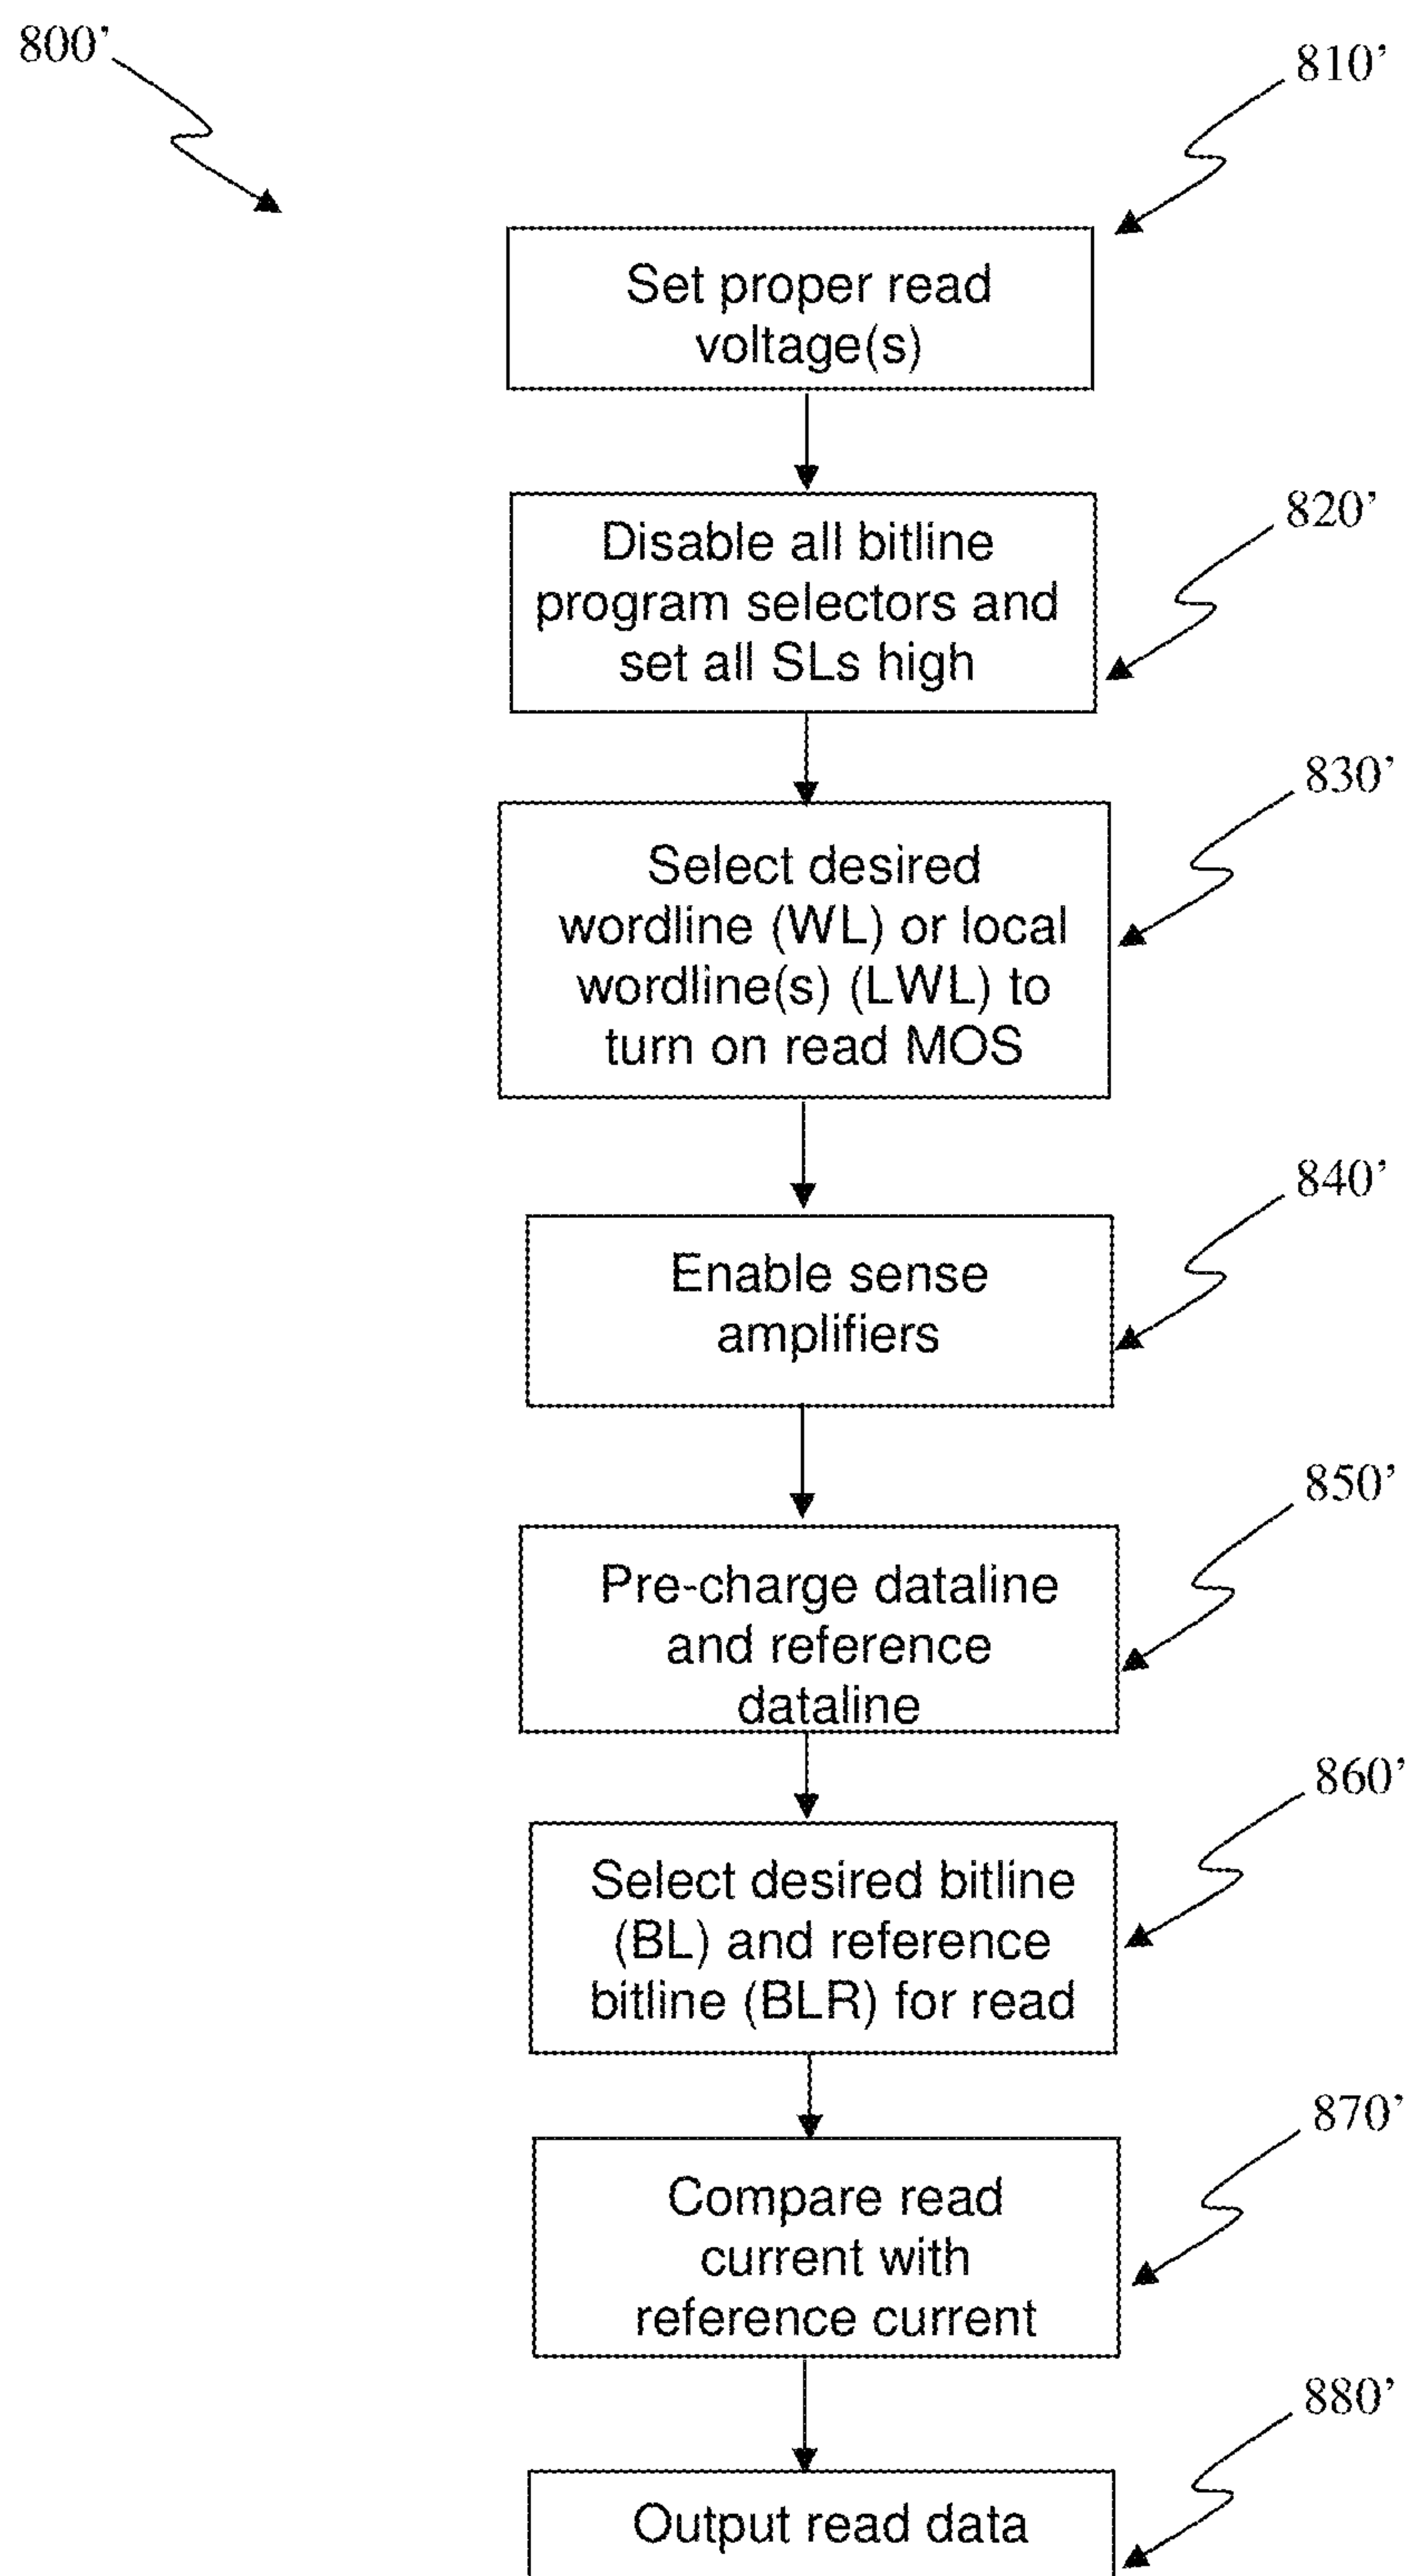 800’
810’
Set proper read
voltage(s)
820’
Disable all bitline
program selectors and
set all SLs high
830’
Select desired
wordline (WL) or local
wordline(s) (LWL) to
turn on read MOS
840’
Enable sense
amplifiers
850’
Pre-charge dataline
and reference
dataline
860’
Select desired bitline
(BL) and reference
bitline (BLR) for read
870’
Compare read
current with
reference current
880’
Output read data